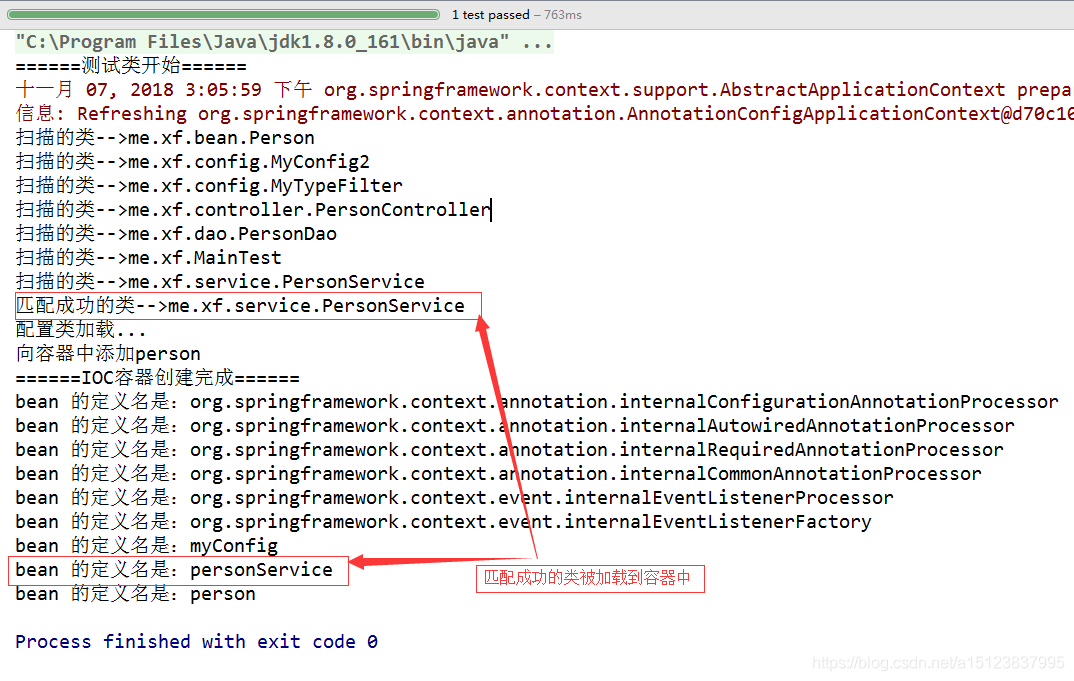 1 test passed – 763ms
"C:\Program Files\Java\jdk1.8.0_161\bin\java" ...
======测试类开始======
十一月 07, 2018 3:05:59 下午 org.springframework.context.support.AbstractApplicationContext prepa
信息: Refreshing org.springframework.context.annotation.AnnotationConfigApplicationContext@d70c10
扫描的类-->me.xf.bean.Person
扫描的类-->me.xf.config.MyConfig2
扫描的类-->me.xf.config.MyTypeFilter
扫描的类-->me.xf.controller.PersonController
扫描的类-->me.xf.dao.PersonDao
扫描的类-->me.xf.MainTest
扫描的类-->me.xf.service.PersonService
匹配成功的类-->me.xf.service.PersonService
配置类加载...
向容器中添加person
======IOC容器创建完成======
bean 的定义名是：org.springframework.context.annotation.internalConfigurationAnnotationProcessor
bean 的定义名是：org.springframework.context.annotation.internalAutowiredAnnotationProcessor
bean 的定义名是：org.springframework.context.annotation.internalRequiredAnnotationProcessor
bean 的定义名是：org.springframework.context.annotation.internalCommonAnnotationProcessor
bean 的定义名是：org.springframework.context.event.internalEventListenerProcessor
bean 的定义名是：org.springframework.context.event.internalEventListenerFactory
bean 的定义名是：myConfig
bean 的定义名是：personService
匹配成功的类被加载到容器中
bean 的定义名是：person
Process finished with exit code 0
https://blog.csdn.net/a15123837995